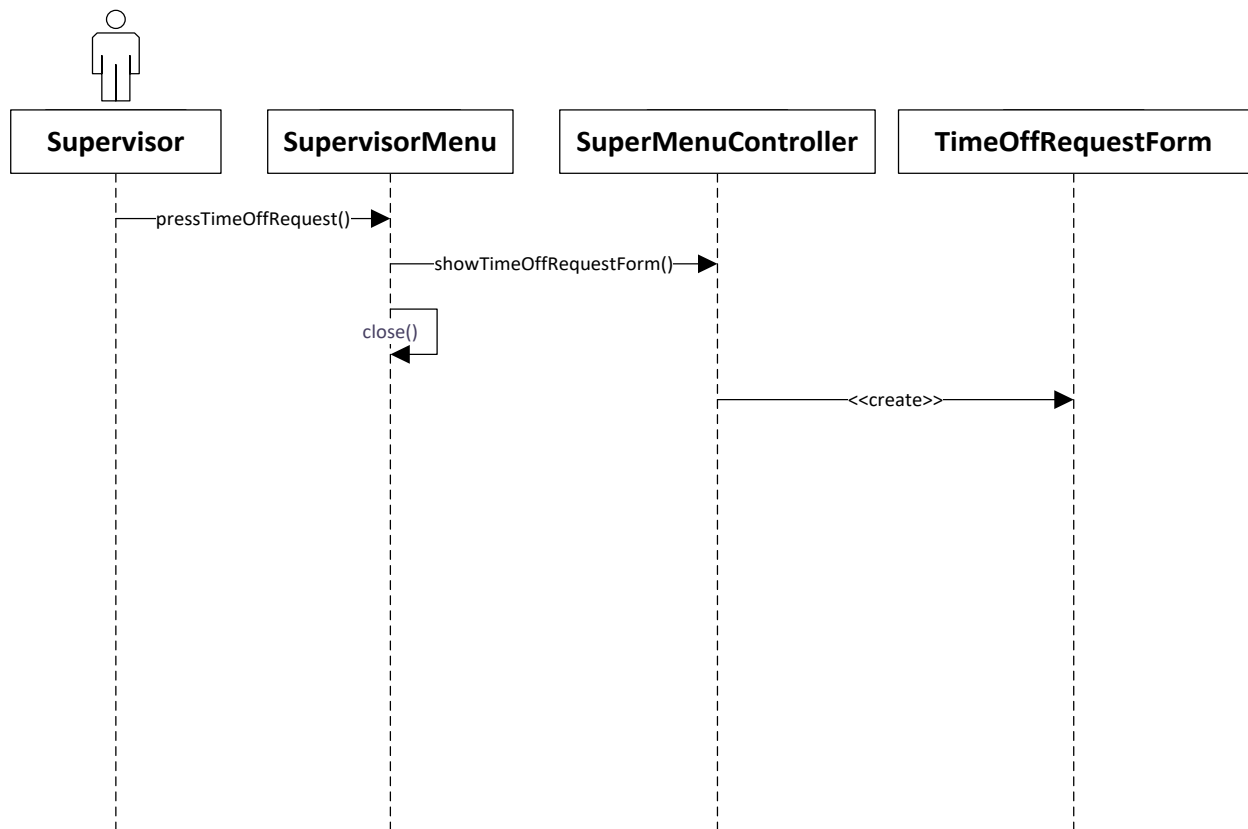 Supervisor
SupervisorMenu
SuperMenuController
TimeOffRequestForm
pressTimeOffRequest()
showTimeOffRequestForm()
close()
<<create>>